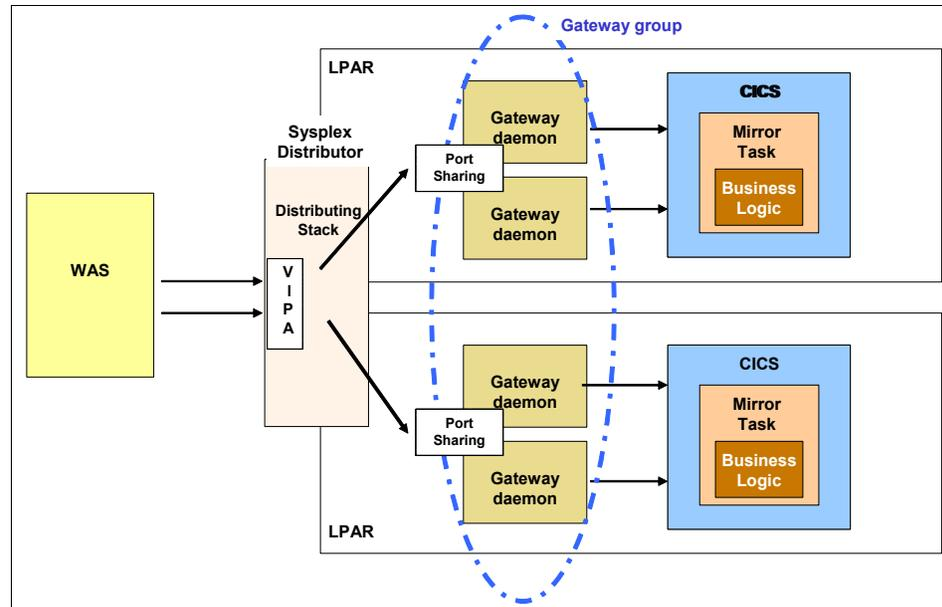 Gateway group
LPAR
CICS
Gateway
daemon
Mirror
Task
Sysplex
Distributor
Port
Sharing
Business
Logic
Gateway
daemon
Distributing
Stack
WAS
V
I
P
A
CICS
Gateway
daemon
Mirror
Task
Port
Sharing
Business
Logic
Gateway
daemon
LPAR